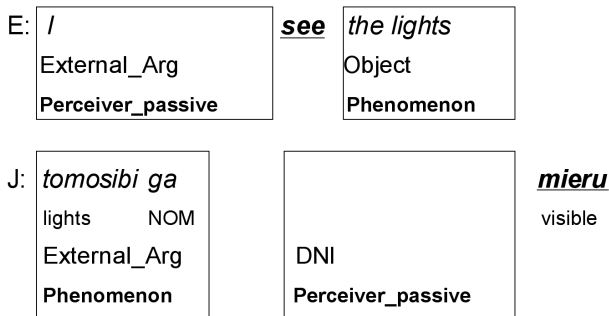 E: I see the lights
External_Arg Object
Perceiver_passive Phenomenon
J: tomosibi ga mieru
lights NOM visible
External_Arg DNI
Phenomenon Perceiver_passive